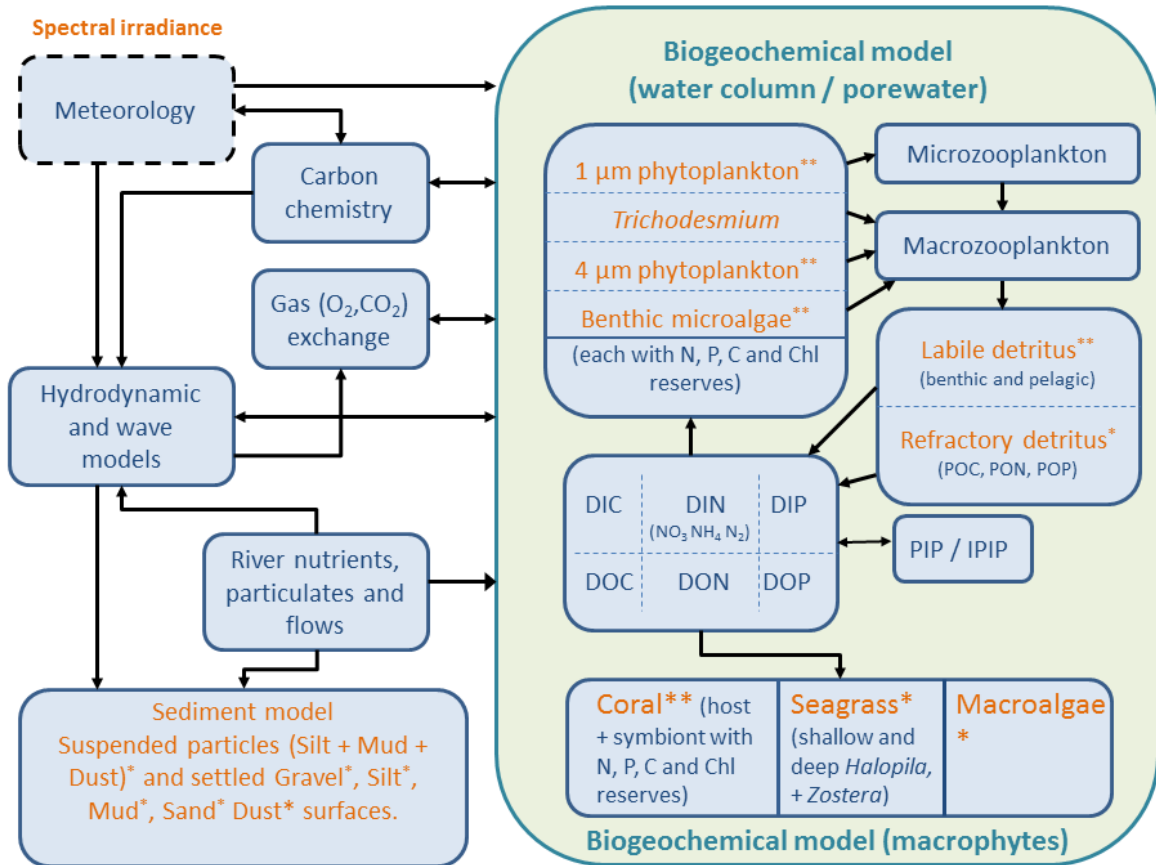 Spectral irradiance
Meteorology
Carbon
chemistry
Gas (O₂,CO₂)
exchange
Hydrodynamic
and wave
models
River nutrients,
particulates and
flows
Sediment model
Suspended particles (Silt + Mud +
Dust)* and settled Gravel*, Silt*,
Mud*, Sand* Dust* surfaces.
Biogeochemical model
(water column / porewater)
1 µm phytoplankton**
Trichodesmium
4 µm phytoplankton**
Benthic microalgae**
(each with N, P, C and Chl
reserves)
Microzooplankton
Macrozooplankton
Labile detritus**
(benthic and pelagic)
Refractory detritus*
(POC, PON, POP)
DIC DIN DIP
(NO₃ NH₄ N₂)
DOC DON DOP
PIP / IPIP
Coral** (host
+ symbiont with
N, P, C and Chl
reserves)
Seagrass*
(shallow and
deep Halopila,
+ Zostera)
Macroalgae
*
Biogeochemical model (macrophytes)